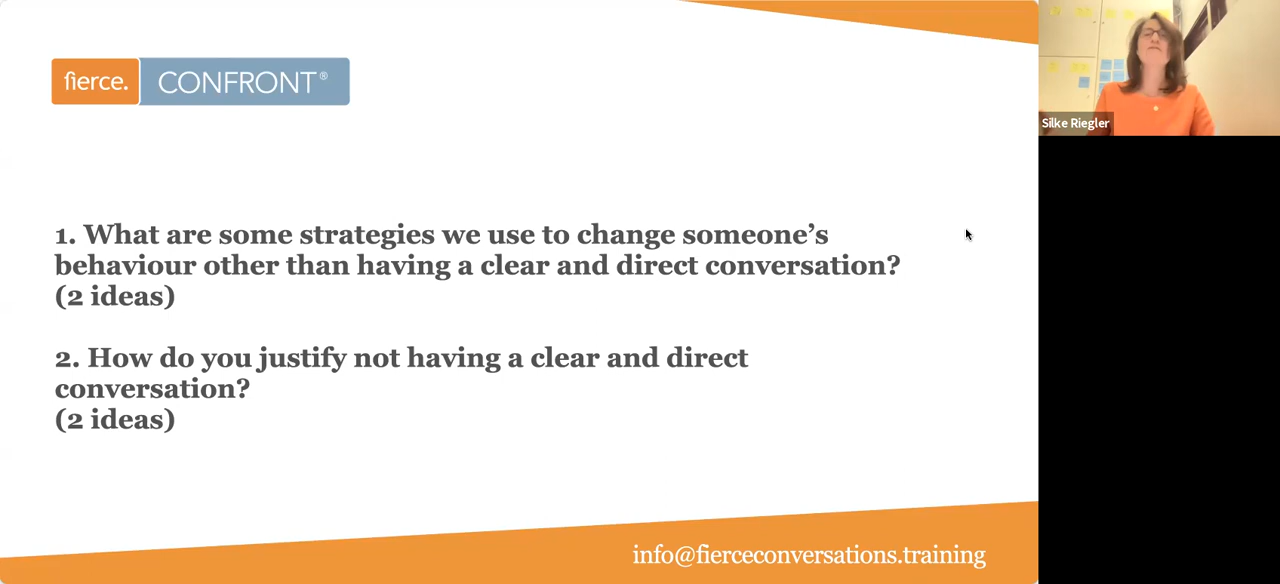 fierce. CONFRONT®
Silke Riegler
1. What are some strategies we use to change someone’s
behaviour other than having a clear and direct conversation?
(2 ideas)
2. How do you justify not having a clear and direct
conversation?
(2 ideas)
info@fierceconversations.training